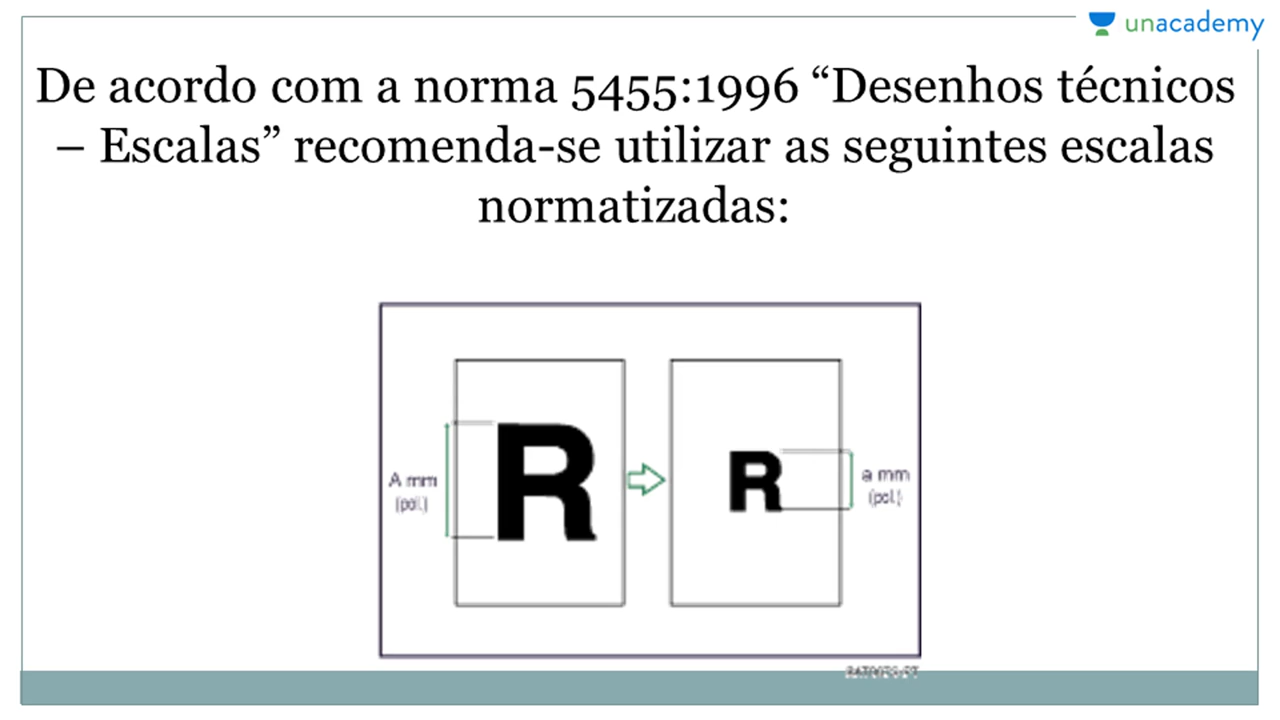 unacademy
De acordo com a norma 5455:1996 “Desenhos técnicos
– Escalas” recomenda-se utilizar as seguintes escalas
normatizadas:
R
R
A mm
(pol.)
a mm
(pol.)